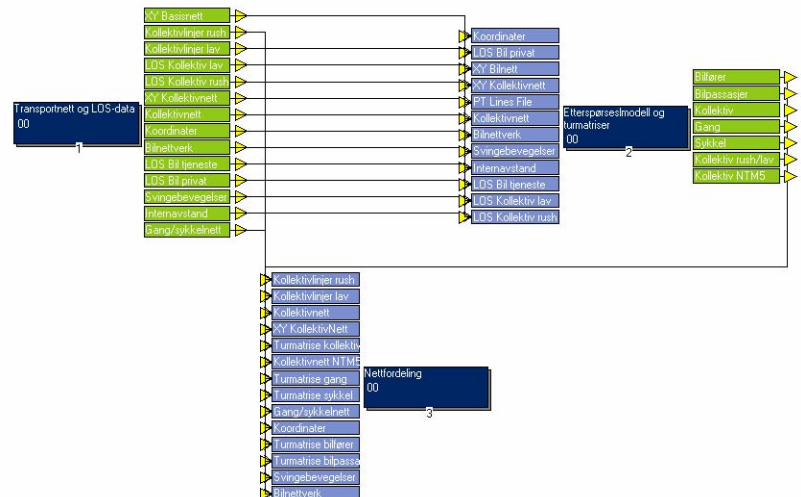 XY Basisnett
Kollektivlinjer rush
Kollektivlinjer lav
LOS Kollektiv lav
LOS Kollektiv rush
XY Kollektivnett
Kollektivnett
Koordinater
Bilnettverk
LOS Bil tjeneste
LOS Bil privat
Svingebevegelser
Internavstand
Gang/sykkelnett
Transportnett og LOS-data
00
1
Koordinater
LOS Bil privat
XY Bilnett
XY Kollektivnett
PT Lines File
Kollektivnett
Bilnettverk
Svingebevegelser
Internavstand
LOS Bil tjeneste
LOS Kollektiv lav
LOS Kollektiv rush
Etterspørseslmodell og
turmatriser
00
2
Bilfører
Bilpassasjer
Kollektiv
Gang
Sykkel
Kollektiv rush/lav
Kollektiv NTM5
Kollektivlinjer rush
Kollektivlinjer lav
Kollektivnett
XY KollektivNett
Turmatrise kollektiv
Kollektivnett NTM5
Turmatrise gang
Turmatrise sykkel
Gang/sykkelnett
Koordinater
Turmatrise bilfører
Turmatrise bilpassa
Svingebevegelser
Bilnettverk
Nettfordeling
00
3